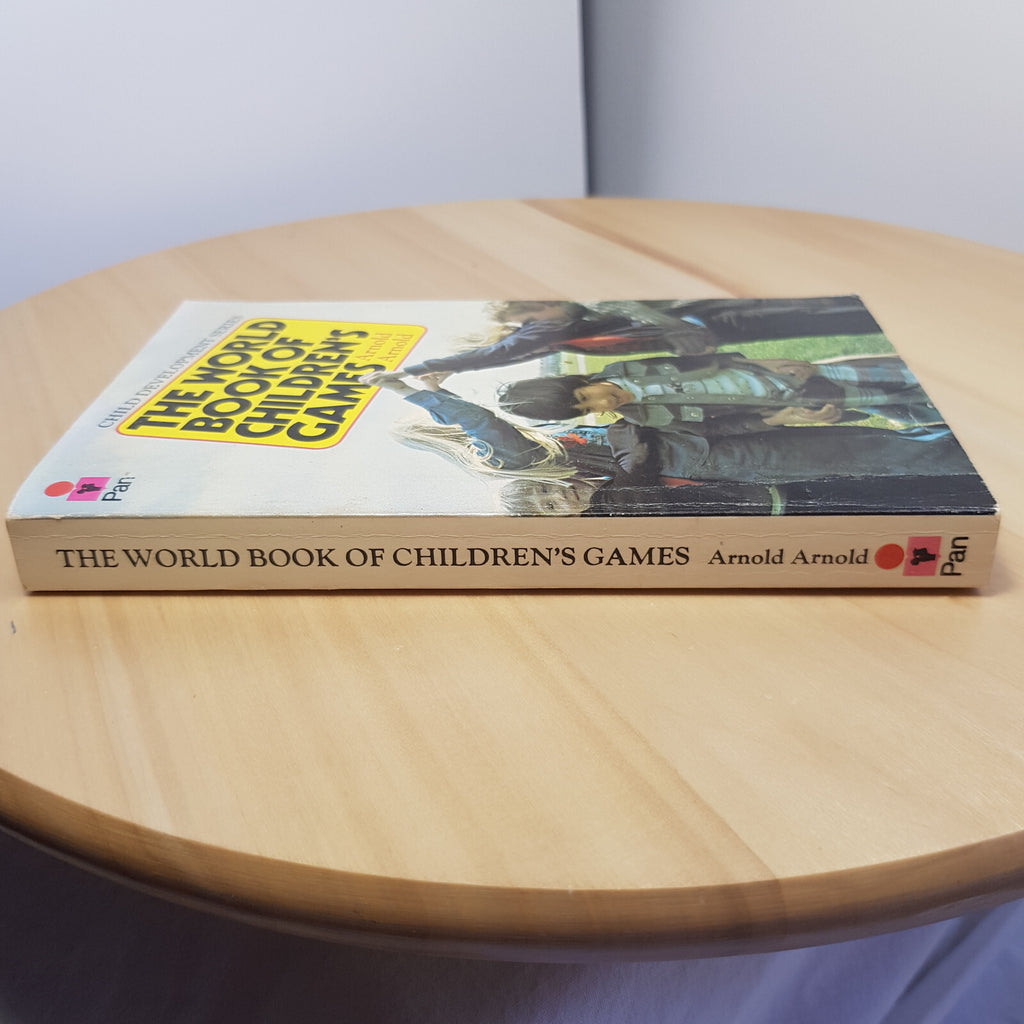 CHILD DEVELOPMENT SERIES
THE WORLD
BOOK OF
CHILDREN'S
GAMES
Arnold
Arnold
Pan
THE WORLD BOOK OF CHILDREN'S GAMES Arnold Arnold Pan